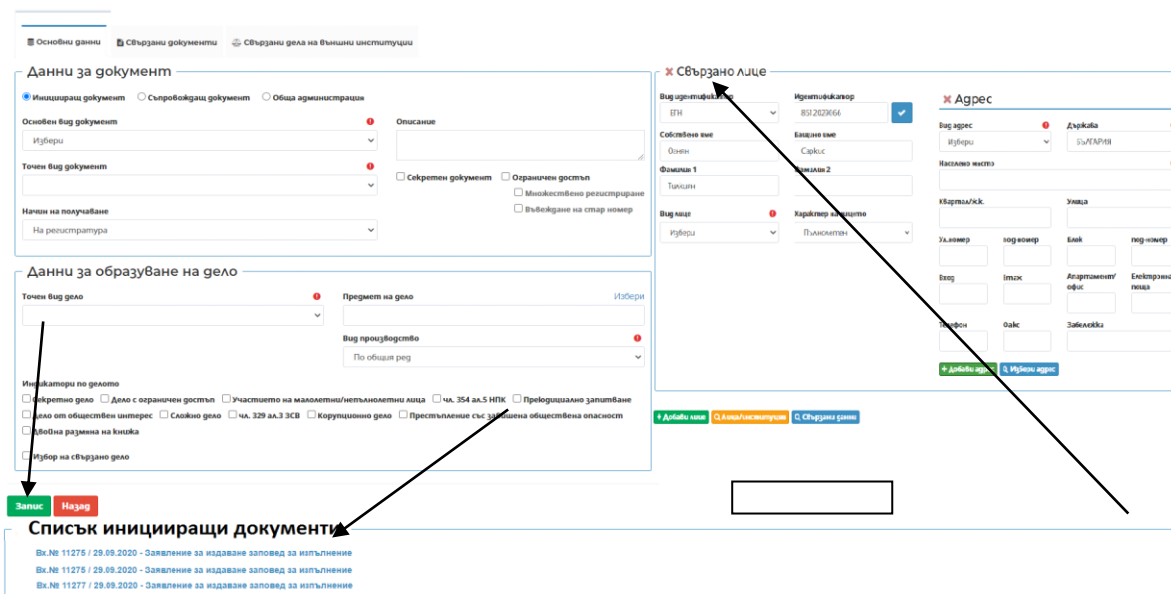 Основни данни Свързани документи Свързани дела на външни институции
Данни за документ
Иницииращ документ Съпровождащ документ Обща администрация
Основен вид документ Описание
Избери
Точен вид документ
Секретен документ Ограничен достъп
Множествено регистриране
Въвеждане на стар номер
Начин на получаване
На регистратура
Данни за образуване на дело
Точен вид дело Предмет на дело Избери
Вид производство
По общия ред
Индикатори по делото
Секретно дело Дело с ограничен достъп Участието на малолетни/непълнолетни лица чл. 354 ал.5 НПК Преюдициално запитване
Дело от обществен интерес Сложно дело чл. 329 ал.3 ЗСВ Корупционно дело Престъпление със завишена обществена опасност
Двойна размяна на книжа
Избор на свързано дело
Запис Назад
Свързано лице
Вид идентификатор Идентификатор
ЕГН
Собствено име Бащино име
Огнян Саркис
Фамилия 1 Фамилия 2
Вид лице Характер на лицето
Избери Пълнолетен
Адрес
Вид адрес Държава
Избери БЪЛГАРИЯ
Населено място
Квартал/ж.к. Улица
Ул.номер под-номер Блок под-номер
Вход Етаж Апартамент/офис Електронна поща
Телефон Факс Забележка
+ Добави адрес Избери адрес
+ Добави лице Лица/институции Свързани данни
Списък иницииращи документи
Вх.№ 11275 / 29.09.2020 - Заявление за издаване заповед за изпълнение
Вх.№ 11275 / 29.09.2020 - Заявление за издаване заповед за изпълнение
Вх.№ 11277 / 29.09.2020 - Заявление за издаване заповед за изпълнение